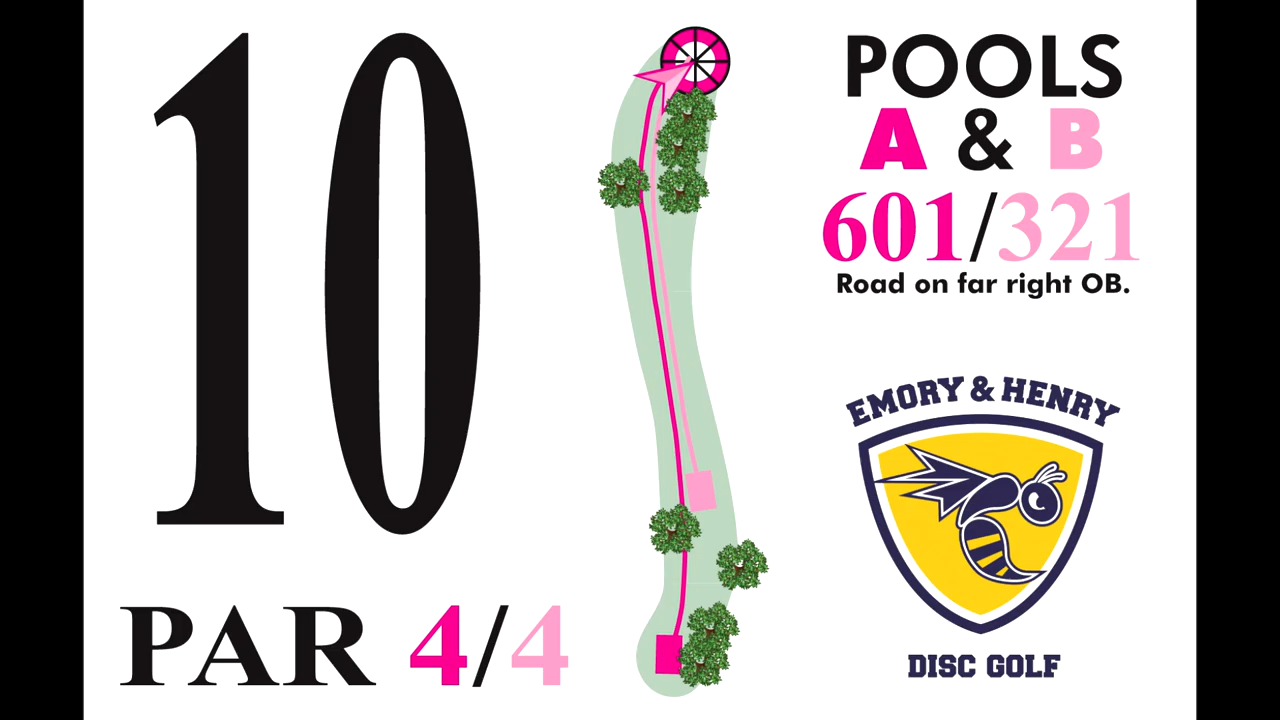 10
PAR 4/4
POOLS
A & B
601/321
Road on far right OB.
EMORY & HENRY
DISC GOLF